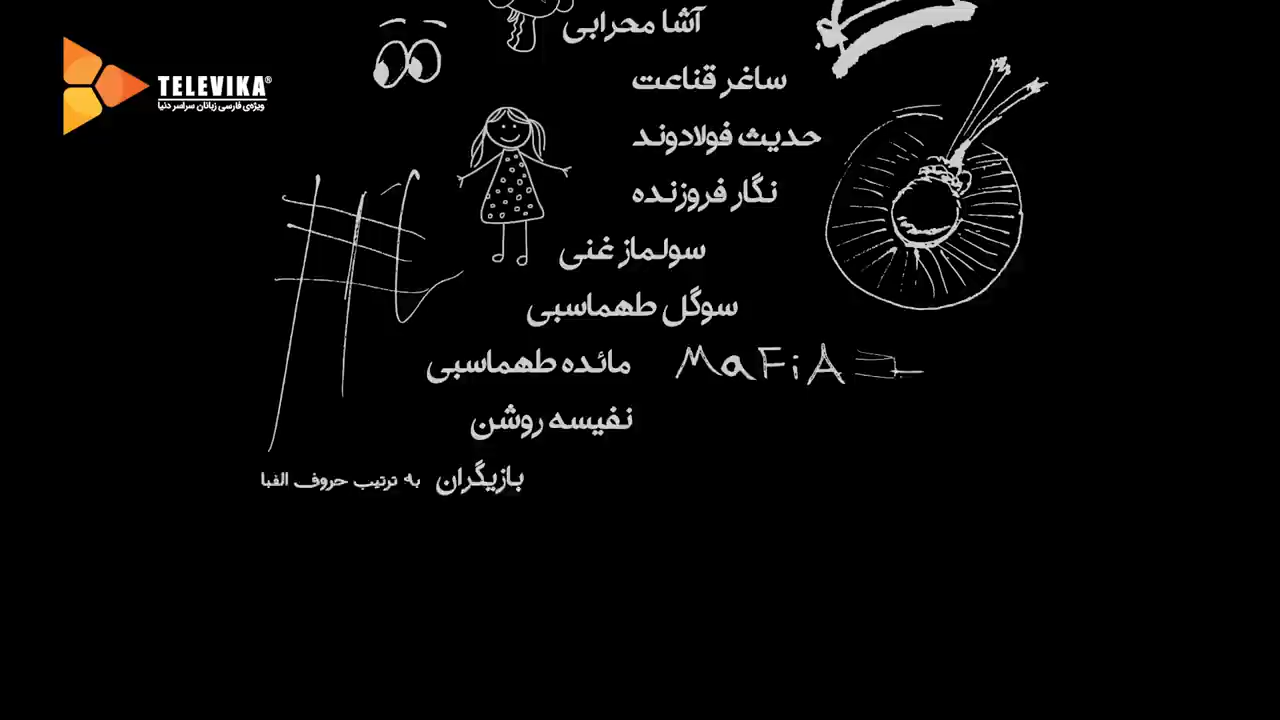 آشا محرابی
TELEVIKA®
ویژه‌ی فارسی زبانان سراسر دنیا
ساغر قناعت
حدیث فولادوند
نگار فروزنده
سولماز غنی
سوگل طهماسبی
مائده طهماسبی
MaFiA
نفیسه روشن
بازیگران به ترتیب حروف الفبا